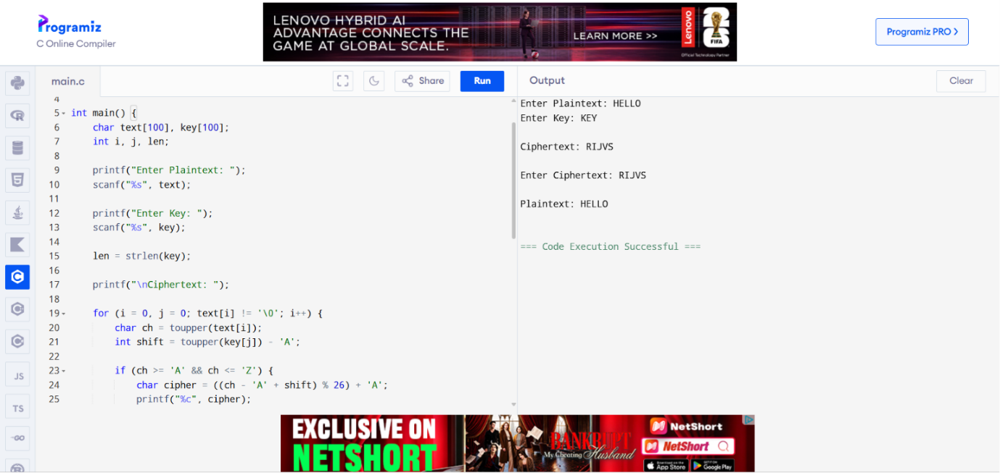 Programiz
C Online Compiler
LENOVO HYBRID AI
ADVANTAGE CONNECTS THE
GAME AT GLOBAL SCALE.
LEARN MORE >>
Lenovo
FIFA
Official Technology Partner
Programiz PRO >
main.c
Share
Run
Output
Clear
4
5 int main() {
6     char text[100], key[100];
7     int i, j, len;
8
9     printf("Enter Plaintext: ");
10     scanf("%s", text);
11
12     printf("Enter Key: ");
13     scanf("%s", key);
14
15     len = strlen(key);
16
17     printf("\nCiphertext: ");
18
19     for (i = 0, j = 0; text[i] != '\0'; i++) {
20         char ch = toupper(text[i]);
21         int shift = toupper(key[j]) - 'A';
22
23         if (ch >= 'A' && ch <= 'Z') {
24             char cipher = ((ch - 'A' + shift) % 26) + 'A';
25             printf("%c", cipher);
Enter Plaintext: HELLO
Enter Key: KEY
Ciphertext: RIJVS
Enter Ciphertext: RIJVS
Plaintext: HELLO
=== Code Execution Successful ===
JS
TS
GO
EXCLUSIVE ON
NETSHORT
BANKRUPT
My Cheating Husband
NetShort
NetShort
Download on the
App Store
GET IT ON
Google Play